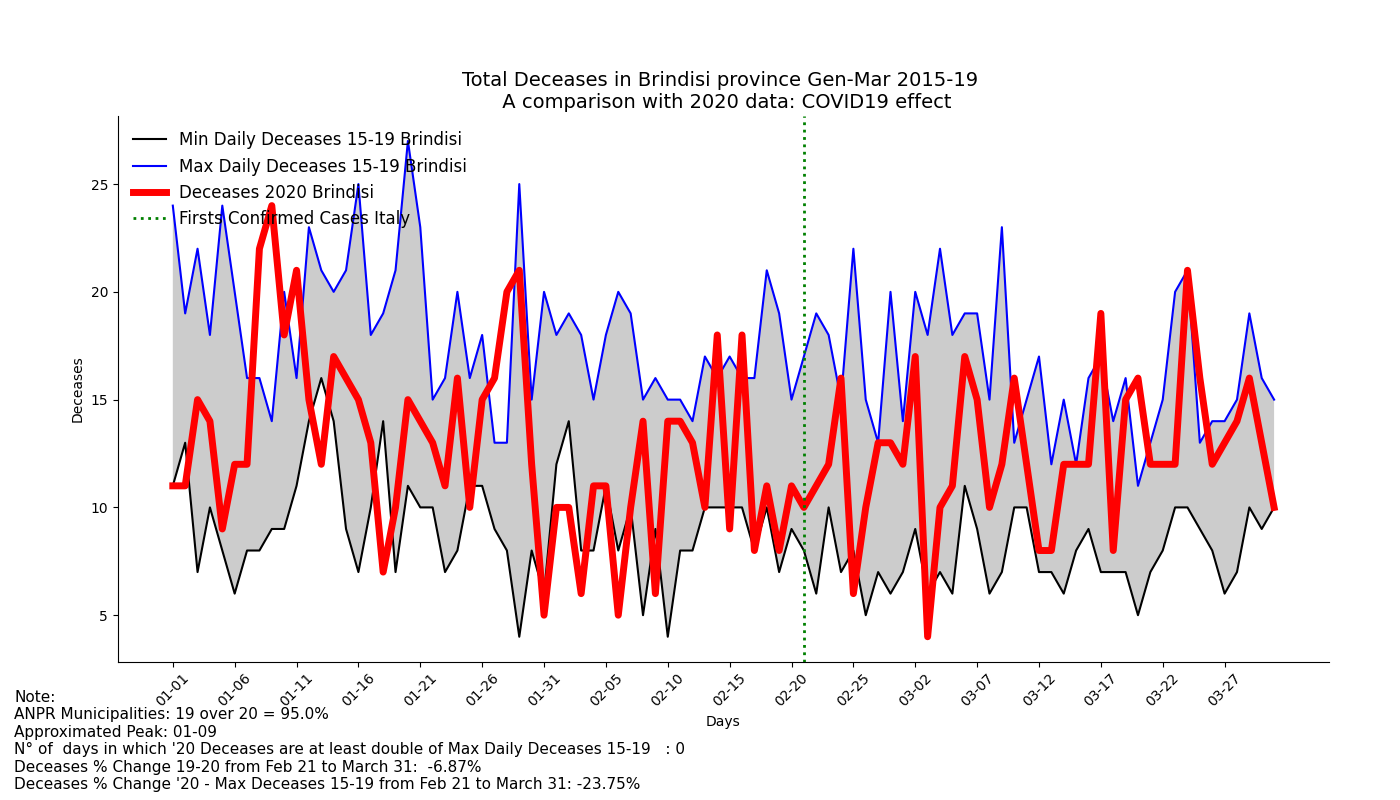 Total Deceases in Brindisi province Gen-Mar 2015-19
A comparison with 2020 data: COVID19 effect
Min Daily Deceases 15-19 Brindisi
Max Daily Deceases 15-19 Brindisi
Deceases 2020 Brindisi
Firsts Confirmed Cases Italy
25
20
15
10
5
Deceases
01-01
01-06
01-11
01-16
01-21
01-26
01-31
02-05
02-10
02-15
02-20
02-25
03-02
03-07
03-12
03-17
03-22
03-27
Days
Note:
ANPR Municipalities: 19 over 20 = 95.0%
Approximated Peak: 01-09
N° of  days in which '20 Deceases are at least double of Max Daily Deceases 15-19   : 0
Deceases % Change 19-20 from Feb 21 to March 31:  -6.87%
Deceases % Change '20 - Max Deceases 15-19 from Feb 21 to March 31: -23.75%